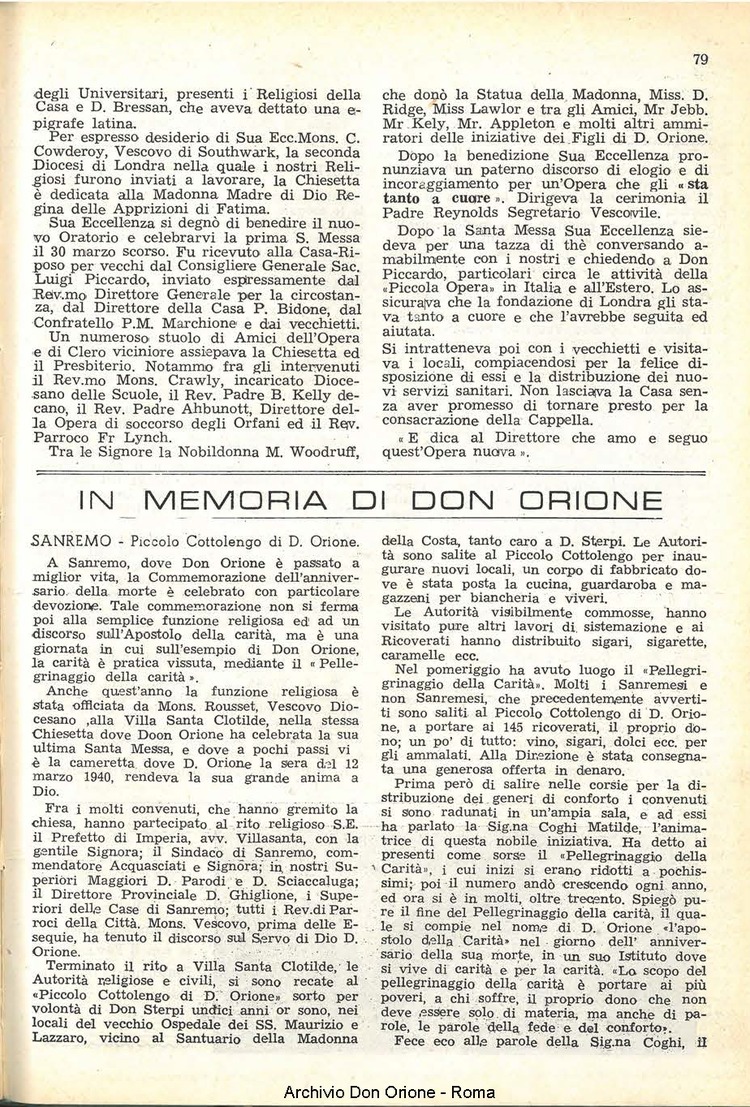 79
degli Universitari, presenti i Religiosi della
Casa e D. Bressan, che aveva dettato una e-
pigrafe latina.
Per espresso desiderio di Sua Ecc.Mons. C.
Cowderoy, Vescovo di Southwark, la seconda
Diocesi di Londra nella quale i nostri Reli-
giosi furono inviati a lavorare, la Chiesetta
è dedicata alla Madonna Madre di Dio Re-
gina delle Apprizioni di Fatima.
Sua Eccellenza si degnò di benedire il nuo-
vo Oratorio e celebrarvi la prima S. Messa
il 30 marzo scorso. Fu ricevuto alla Casa-Ri-
poso per vecchi dal Consigliere Generale Sac.
Luigi Piccardo, inviato espressamente dal
Rev.mo Direttore Generale per la circostan-
za, dal Direttore della Casa P. Bidone, dal
Confratello P.M. Marchione e dai vecchietti.
Un numeroso stuolo di Amici dell'Opera
e di Clero viciniore assiepava la Chiesetta ed
il Presbiterio. Notammo fra gli intervenuti
il Rev.mo Mons. Crawly, incaricato Dioce-
sano delle Scuole, il Rev. Padre B. Kelly de-
cano, il Rev. Padre Ahbunott, Direttore del-
la Opera di soccorso degli Orfani ed il Rev.
Parroco Fr Lynch.
Tra le Signore la Nobildonna M. Woodruff,
che donò la Statua della Madonna, Miss. D.
Ridge, Miss Lawlor e tra gli Amici, Mr Jebb.
Mr Kely, Mr. Appleton e molti altri ammi-
ratori delle iniziative dei Figli di D. Orione.
Dopo la benedizione Sua Eccellenza pro-
nunziava un paterno discorso di elogio e di
incoraggiamento per un'Opera che gli « sta
tanto a cuore ». Dirigeva la cerimonia il
Padre Reynolds Segretario Vescovile.
Dopo la Santa Messa Sua Eccellenza sie-
deva per una tazza di thè conversando a-
mabilmente con i nostri e chiedendo a Don
Piccardo, particolari circa le attività della
«Piccola Opera» in Italia e all'Estero. Lo as-
sicurava che la fondazione di Londra gli sta-
va tanto a cuore e che l'avrebbe seguita ed
aiutata.
Si intratteneva poi con i vecchietti e visita-
va i locali, compiacendosi per la felice di-
sposizione di essi e la distribuzione dei nuo-
vi servizi sanitari. Non lasciava la Casa sen-
za aver promesso di tornare presto per la
consacrazione della Cappella.
« E dica al Direttore che amo e seguo
quest'Opera nuova ».
IN MEMORIA DI DON ORIONE
SANREMO - Piccolo Cottolengo di D. Orione.
A Sanremo, dove Don Orione è passato a
miglior vita, la Commemorazione dell'anniver-
sario della morte è celebrato con particolare
devozione. Tale commemorazione non si ferma
poi alla semplice funzione religiosa ed ad un
discorso sull'Apostolo della carità, ma è una
giornata in cui sull'esempio di Don Orione,
la carità è pratica vissuta, mediante il « Pelle-
grinaggio della carità ».
Anche quest'anno la funzione religiosa è
stata officiata da Mons. Rousset, Vescovo Dio-
cesano ,alla Villa Santa Clotilde, nella stessa
Chiesetta dove Doon Orione ha celebrata la sua
ultima Santa Messa, e dove a pochi passi vi
è la cameretta dove D. Orione la sera del 12
marzo 1940, rendeva la sua grande anima a
Dio.
Fra i molti convenuti, che hanno gremito la
chiesa, hanno partecipato al rito religioso S.E.
il Prefetto di Imperia, avv. Villasanta, con la
gentile Signora; il Sindaco di Sanremo, com-
mendatore Acquasciati e Signora; in nostri Su-
periori Maggiori D. Parodi e D. Sciaccaluga;
il Direttore Provinciale D. Ghiglione, i Supe-
riori delle Case di Sanremo; tutti i Rev.di Par-
roci della Città. Mons. Vescovo, prima delle E-
sequie, ha tenuto il discorso sul Servo di Dio D.
Orione.
Terminato il rito a Villa Santa Clotilde, le
Autorità religiose e civili, si sono recate al
«Piccolo Cottolengo di D. Orione» sorto per
volontà di Don Sterpi undici anni or sono, nei
locali del vecchio Ospedale dei SS. Maurizio e
Lazzaro, vicino al Santuario della Madonna
della Costa, tanto caro a D. Sterpi. Le Autori-
tà sono salite al Piccolo Cottolengo per inau-
gurare nuovi locali, un corpo di fabbricato do-
ve è stata posta la cucina, guardaroba e ma-
gazzeni per biancheria e viveri.
Le Autorità visibilmente commosse, hanno
visitato pure altri lavori di sistemazione e ai
Ricoverati hanno distribuito sigari, sigarette,
caramelle ecc.
Nel pomeriggio ha avuto luogo il «Pellegri-
grinaggio della Carità». Molti i Sanremesi e
non Sanremesi, che precedentemente avverti-
ti sono saliti al Piccolo Cottolengo di D. Orio-
ne, a portare ai 145 ricoverati, il proprio do-
no; un po' di tutto: vino, sigari, dolci ecc. per
gli ammalati. Alla Direzione è stata consegna-
ta una generosa offerta in denaro.
Prima però di salire nelle corsie per la di-
stribuzione dei generi di conforto i convenuti
si sono radunati in un'ampia sala, e ad essi
ha parlato la Sig.na Coghi Matilde, l'anima-
trice di questa nobile iniziativa. Ha detto ai
presenti come sorse il «Pellegrinaggio della
Carità», i cui inizi si erano ridotti a pochis-
simi; poi il numero andò crescendo ogni anno,
ed ora si è in molti, oltre trecento. Spiegò pu-
re il fine del Pellegrinaggio della carità, il qua-
le si compie nel nome di D. Orione «l'apo-
stolo della Carità» nel giorno dell' anniver-
sario della sua morte, in un suo Istituto dove
si vive di carità e per la carità. «Lo scopo del
pellegrinaggio della carità è portare ai più
poveri, a chi soffre, il proprio dono che non
deve essere solo di materia, ma anche di pa-
role, le parole della fede e del conforto».
Fece eco alle parole della Sig.na Coghi, il
Archivio Don Orione - Roma